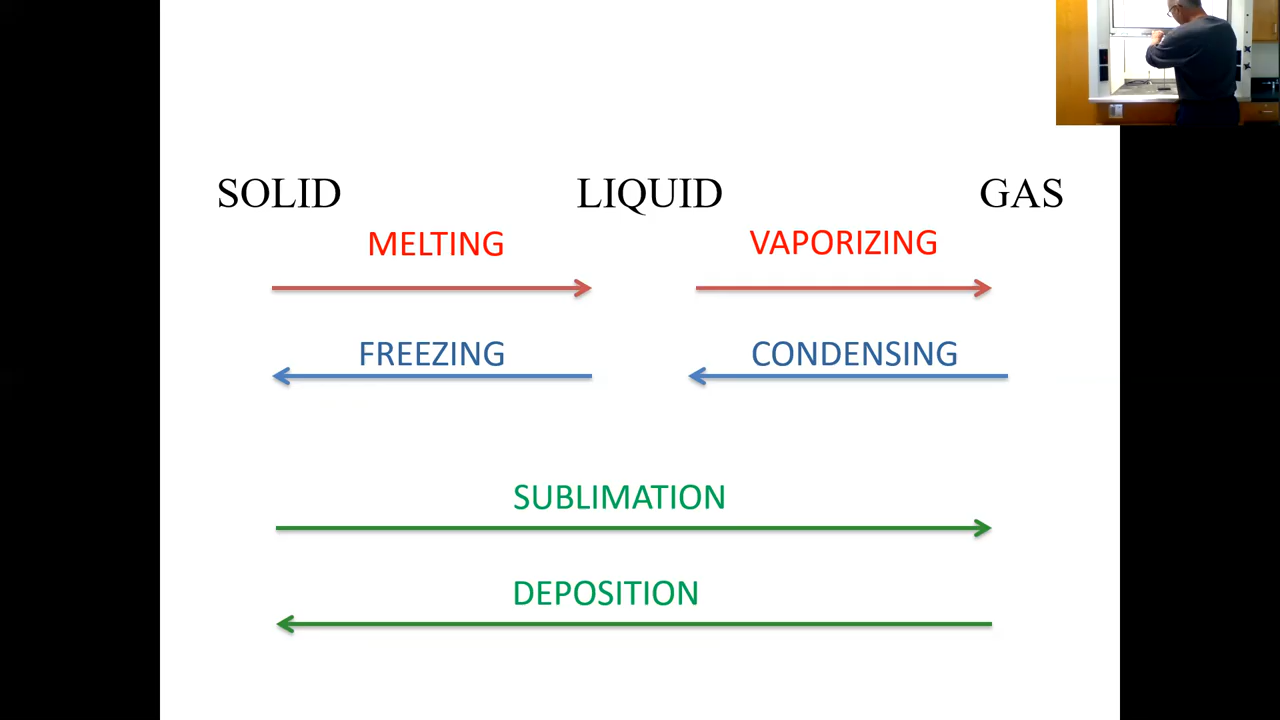 SOLID LIQUID GAS
MELTING VAPORIZING
FREEZING CONDENSING
SUBLIMATION
DEPOSITION